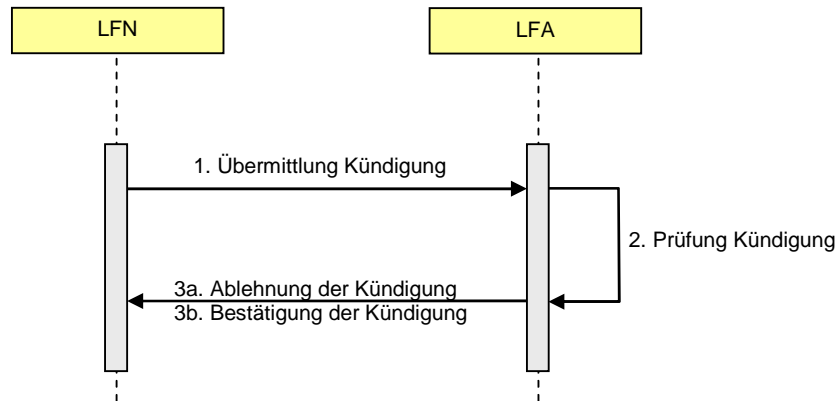 LFN
LFA
1. Übermittlung Kündigung
2. Prüfung Kündigung
3a. Ablehnung der Kündigung
3b. Bestätigung der Kündigung